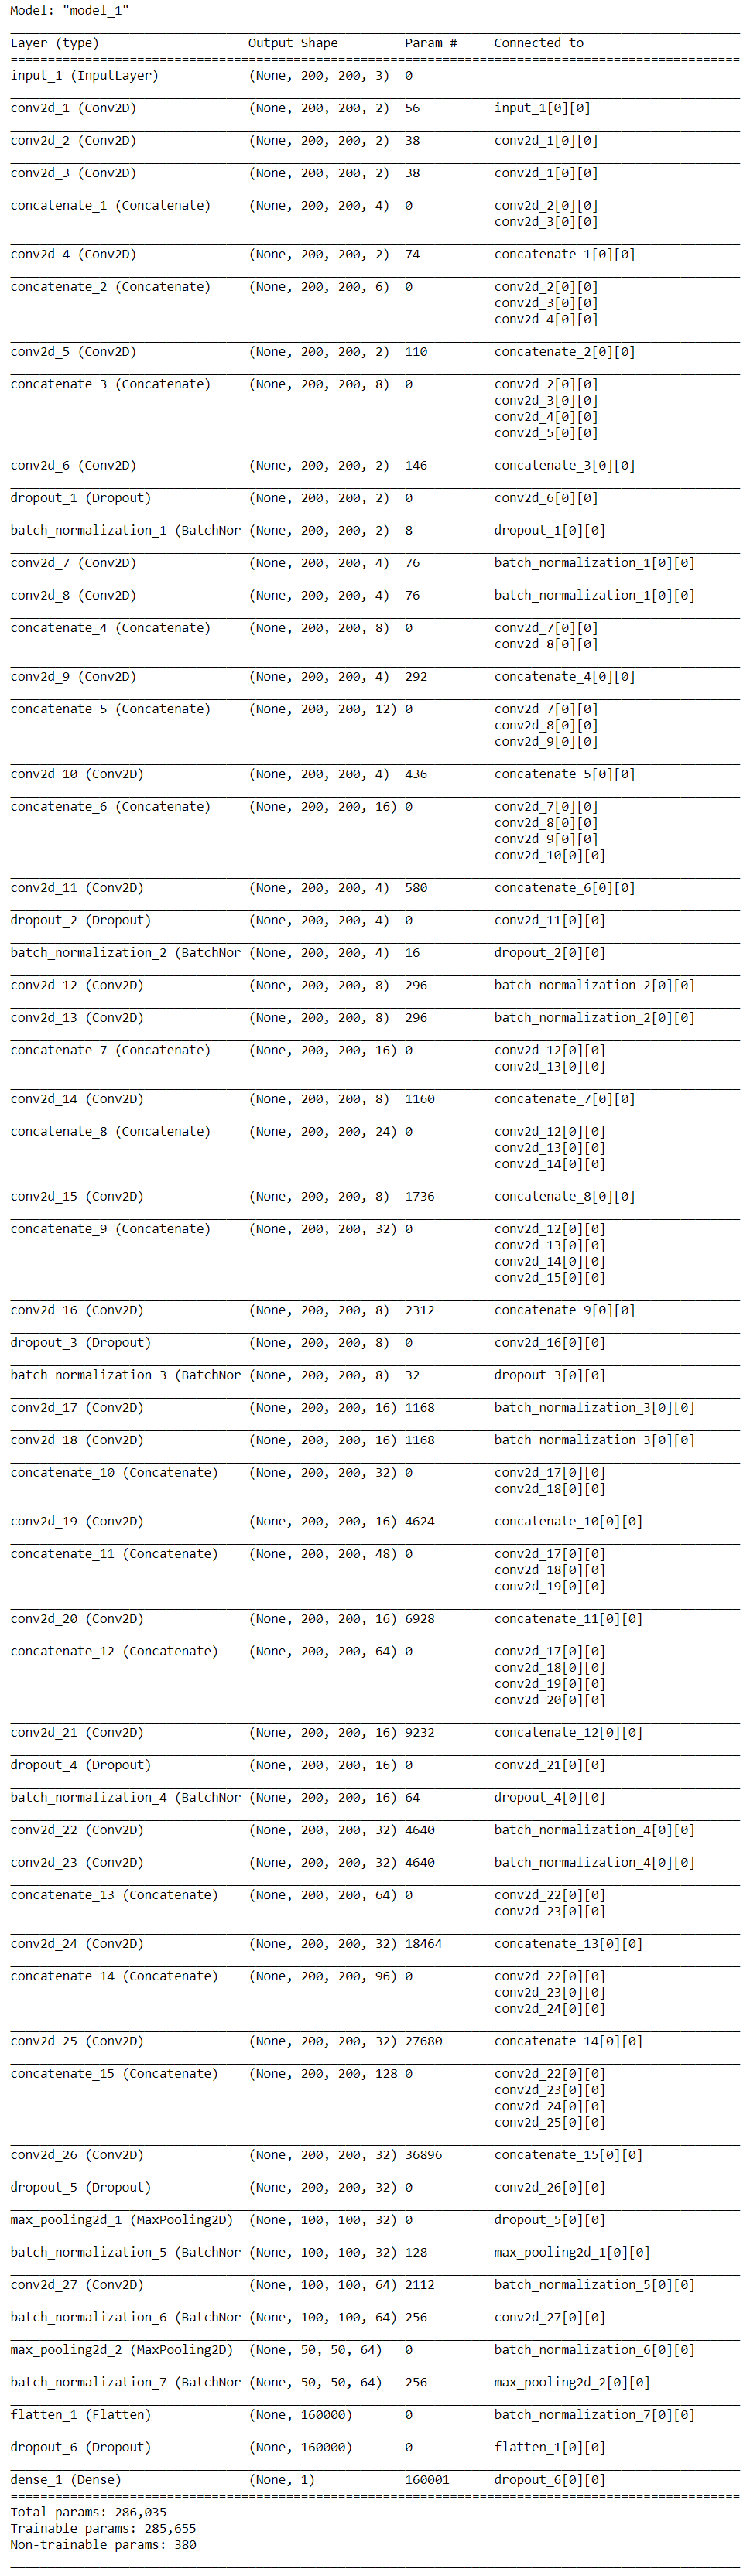 Model: "model_1"
Layer (type) Output Shape Param # Connected to
input_1 (InputLayer) (None, 200, 200, 3) 0
conv2d_1 (Conv2D) (None, 200, 200, 2) 56 input_1[0][0]
conv2d_2 (Conv2D) (None, 200, 200, 2) 38 conv2d_1[0][0]
conv2d_3 (Conv2D) (None, 200, 200, 2) 38 conv2d_1[0][0]
concatenate_1 (Concatenate) (None, 200, 200, 4) 0 conv2d_2[0][0]
conv2d_3[0][0]
conv2d_4 (Conv2D) (None, 200, 200, 2) 74 concatenate_1[0][0]
concatenate_2 (Concatenate) (None, 200, 200, 6) 0 conv2d_2[0][0]
conv2d_3[0][0]
conv2d_4[0][0]
conv2d_5 (Conv2D) (None, 200, 200, 2) 110 concatenate_2[0][0]
concatenate_3 (Concatenate) (None, 200, 200, 8) 0 conv2d_2[0][0]
conv2d_3[0][0]
conv2d_4[0][0]
conv2d_5[0][0]
conv2d_6 (Conv2D) (None, 200, 200, 2) 146 concatenate_3[0][0]
dropout_1 (Dropout) (None, 200, 200, 2) 0 conv2d_6[0][0]
batch_normalization_1 (BatchNor (None, 200, 200, 2) 8 dropout_1[0][0]
conv2d_7 (Conv2D) (None, 200, 200, 4) 76 batch_normalization_1[0][0]
conv2d_8 (Conv2D) (None, 200, 200, 4) 76 batch_normalization_1[0][0]
concatenate_4 (Concatenate) (None, 200, 200, 8) 0 conv2d_7[0][0]
conv2d_8[0][0]
conv2d_9 (Conv2D) (None, 200, 200, 4) 292 concatenate_4[0][0]
concatenate_5 (Concatenate) (None, 200, 200, 12) 0 conv2d_7[0][0]
conv2d_8[0][0]
conv2d_9[0][0]
conv2d_10 (Conv2D) (None, 200, 200, 4) 436 concatenate_5[0][0]
concatenate_6 (Concatenate) (None, 200, 200, 16) 0 conv2d_7[0][0]
conv2d_8[0][0]
conv2d_9[0][0]
conv2d_10[0][0]
conv2d_11 (Conv2D) (None, 200, 200, 4) 580 concatenate_6[0][0]
dropout_2 (Dropout) (None, 200, 200, 4) 0 conv2d_11[0][0]
batch_normalization_2 (BatchNor (None, 200, 200, 4) 16 dropout_2[0][0]
conv2d_12 (Conv2D) (None, 200, 200, 8) 296 batch_normalization_2[0][0]
conv2d_13 (Conv2D) (None, 200, 200, 8) 296 batch_normalization_2[0][0]
concatenate_7 (Concatenate) (None, 200, 200, 16) 0 conv2d_12[0][0]
conv2d_13[0][0]
conv2d_14 (Conv2D) (None, 200, 200, 8) 1160 concatenate_7[0][0]
concatenate_8 (Concatenate) (None, 200, 200, 24) 0 conv2d_12[0][0]
conv2d_13[0][0]
conv2d_14[0][0]
conv2d_15 (Conv2D) (None, 200, 200, 8) 1736 concatenate_8[0][0]
concatenate_9 (Concatenate) (None, 200, 200, 32) 0 conv2d_12[0][0]
conv2d_13[0][0]
conv2d_14[0][0]
conv2d_15[0][0]
conv2d_16 (Conv2D) (None, 200, 200, 8) 2312 concatenate_9[0][0]
dropout_3 (Dropout) (None, 200, 200, 8) 0 conv2d_16[0][0]
batch_normalization_3 (BatchNor (None, 200, 200, 8) 32 dropout_3[0][0]
conv2d_17 (Conv2D) (None, 200, 200, 16) 1168 batch_normalization_3[0][0]
conv2d_18 (Conv2D) (None, 200, 200, 16) 1168 batch_normalization_3[0][0]
concatenate_10 (Concatenate) (None, 200, 200, 32) 0 conv2d_17[0][0]
conv2d_18[0][0]
conv2d_19 (Conv2D) (None, 200, 200, 16) 4624 concatenate_10[0][0]
concatenate_11 (Concatenate) (None, 200, 200, 48) 0 conv2d_17[0][0]
conv2d_18[0][0]
conv2d_19[0][0]
conv2d_20 (Conv2D) (None, 200, 200, 16) 6928 concatenate_11[0][0]
concatenate_12 (Concatenate) (None, 200, 200, 64) 0 conv2d_17[0][0]
conv2d_18[0][0]
conv2d_19[0][0]
conv2d_20[0][0]
conv2d_21 (Conv2D) (None, 200, 200, 16) 9232 concatenate_12[0][0]
dropout_4 (Dropout) (None, 200, 200, 16) 0 conv2d_21[0][0]
batch_normalization_4 (BatchNor (None, 200, 200, 16) 64 dropout_4[0][0]
conv2d_22 (Conv2D) (None, 200, 200, 32) 4640 batch_normalization_4[0][0]
conv2d_23 (Conv2D) (None, 200, 200, 32) 4640 batch_normalization_4[0][0]
concatenate_13 (Concatenate) (None, 200, 200, 64) 0 conv2d_22[0][0]
conv2d_23[0][0]
conv2d_24 (Conv2D) (None, 200, 200, 32) 18464 concatenate_13[0][0]
concatenate_14 (Concatenate) (None, 200, 200, 96) 0 conv2d_22[0][0]
conv2d_23[0][0]
conv2d_24[0][0]
conv2d_25 (Conv2D) (None, 200, 200, 32) 27680 concatenate_14[0][0]
concatenate_15 (Concatenate) (None, 200, 200, 128 0 conv2d_22[0][0]
conv2d_23[0][0]
conv2d_24[0][0]
conv2d_25[0][0]
conv2d_26 (Conv2D) (None, 200, 200, 32) 36896 concatenate_15[0][0]
dropout_5 (Dropout) (None, 200, 200, 32) 0 conv2d_26[0][0]
max_pooling2d_1 (MaxPooling2D) (None, 100, 100, 32) 0 dropout_5[0][0]
batch_normalization_5 (BatchNor (None, 100, 100, 32) 128 max_pooling2d_1[0][0]
conv2d_27 (Conv2D) (None, 100, 100, 64) 2112 batch_normalization_5[0][0]
batch_normalization_6 (BatchNor (None, 100, 100, 64) 256 conv2d_27[0][0]
max_pooling2d_2 (MaxPooling2D) (None, 50, 50, 64) 0 batch_normalization_6[0][0]
batch_normalization_7 (BatchNor (None, 50, 50, 64) 256 max_pooling2d_2[0][0]
flatten_1 (Flatten) (None, 160000) 0 batch_normalization_7[0][0]
dropout_6 (Dropout) (None, 160000) 0 flatten_1[0][0]
dense_1 (Dense) (None, 1) 160001 dropout_6[0][0]
Total params: 286,035
Trainable params: 285,655
Non-trainable params: 380